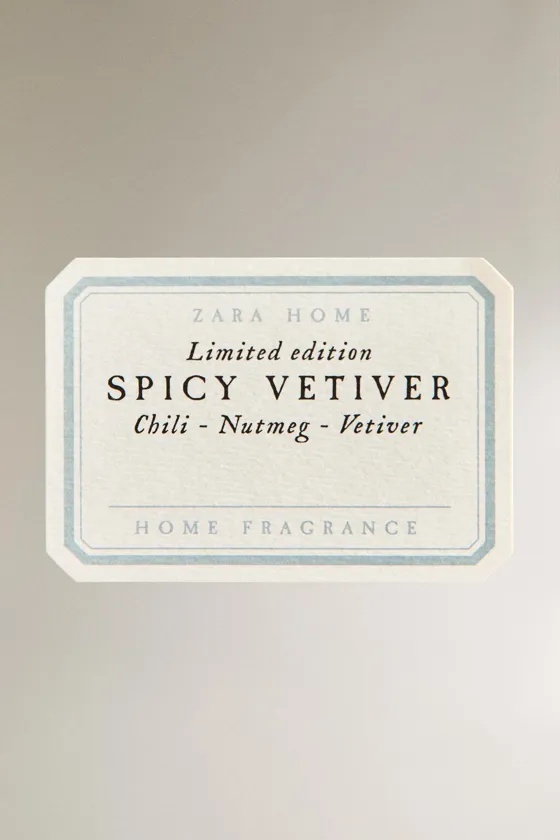 ZARA HOME
Limited edition
SPICY VETIVER
Chili - Nutmeg - Vetiver
HOME FRAGRANCE